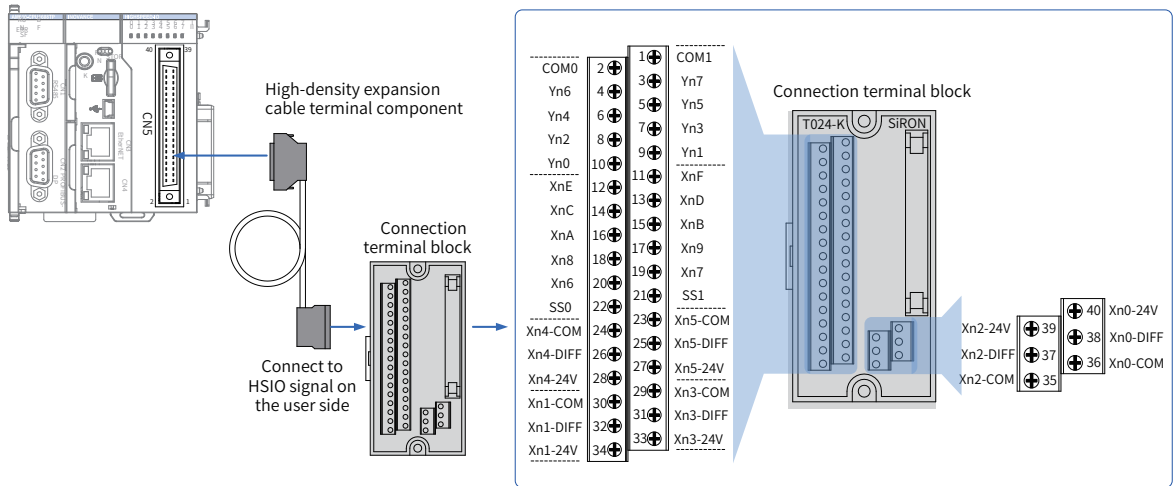 40
39
CN5
2
1
CN1
RS485
CN3
EtherNET
CN4
High-density expansion
cable terminal component
Connection
terminal block
Connect to
HSIO signal on
the user side
COM0 2
1 COM1
Yn6 4
3 Yn7
Yn4 6
5 Yn5
Yn2 8
7 Yn3
Yn0 10
9 Yn1
XnE 12
11 XnF
XnC 14
13 XnD
XnA 16
15 XnB
Xn8 18
17 Xn9
Xn6 20
19 Xn7
SS0 22
21 SS1
Xn4-COM 24
23 Xn5-COM
Xn4-DIFF 26
25 Xn5-DIFF
Xn4-24V 28
27 Xn5-24V
Xn1-COM 30
29 Xn3-COM
Xn1-DIFF 32
31 Xn3-DIFF
Xn1-24V 34
33 Xn3-24V
Connection terminal block
T024-K SiRON
Xn2-24V 39
Xn2-DIFF 37
Xn2-COM 35
40 Xn0-24V
38 Xn0-DIFF
36 Xn0-COM